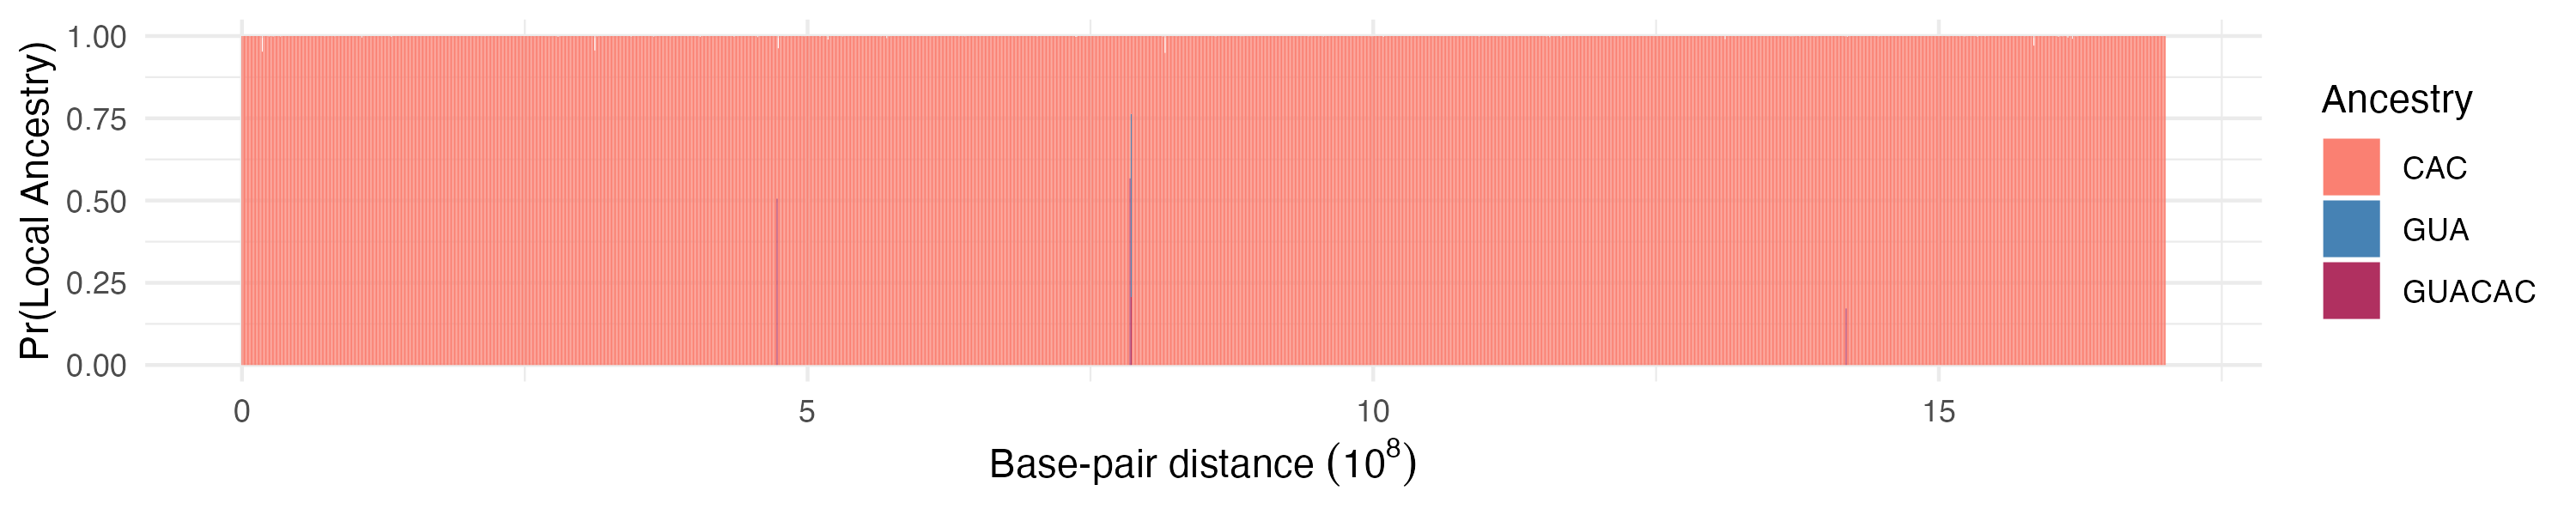 Pr(Local Ancestry)
1.00
0.75
0.50
0.25
0.00
0 5 10 15
Base-pair distance (10⁸)
Ancestry
CAC
GUA
GUACAC